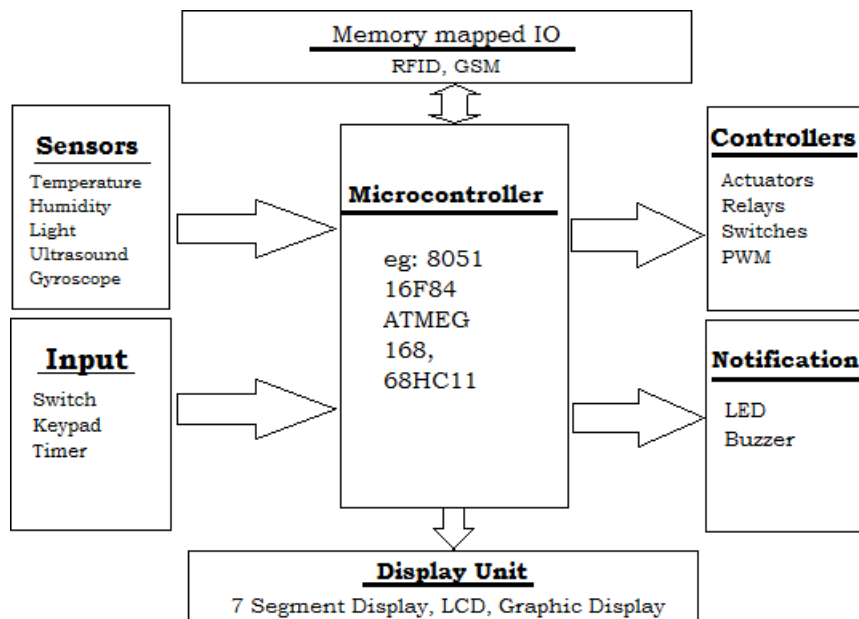 Memory mapped IO
RFID, GSM
Sensors
Temperature
Humidity
Light
Ultrasound
Gyroscope
Input
Switch
Keypad
Timer
Microcontroller
eg: 8051
16F84
ATMEG
168,
68HC11
Controllers
Actuators
Relays
Switches
PWM
Notification
LED
Buzzer
Display Unit
7 Segment Display, LCD, Graphic Display